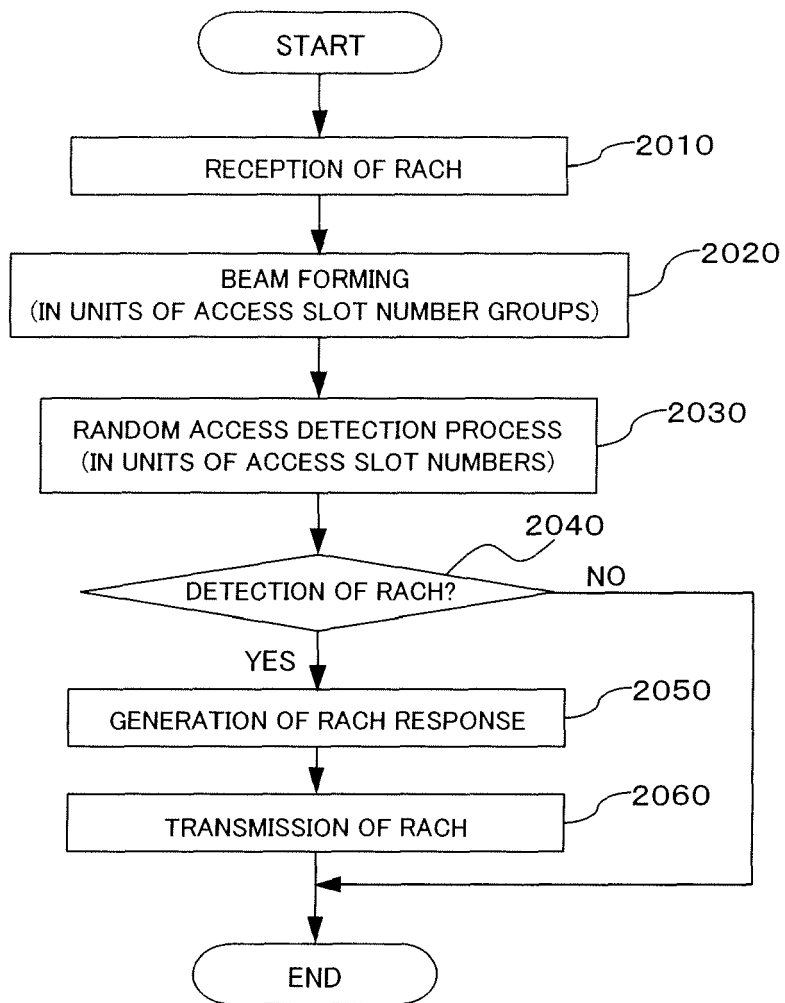 START
RECEPTION OF RACH
2010
BEAM FORMING
(IN UNITS OF ACCESS SLOT NUMBER GROUPS)
2020
RANDOM ACCESS DETECTION PROCESS
(IN UNITS OF ACCESS SLOT NUMBERS)
2030
2040
DETECTION OF RACH?
NO
YES
GENERATION OF RACH RESPONSE
2050
TRANSMISSION OF RACH
2060
END